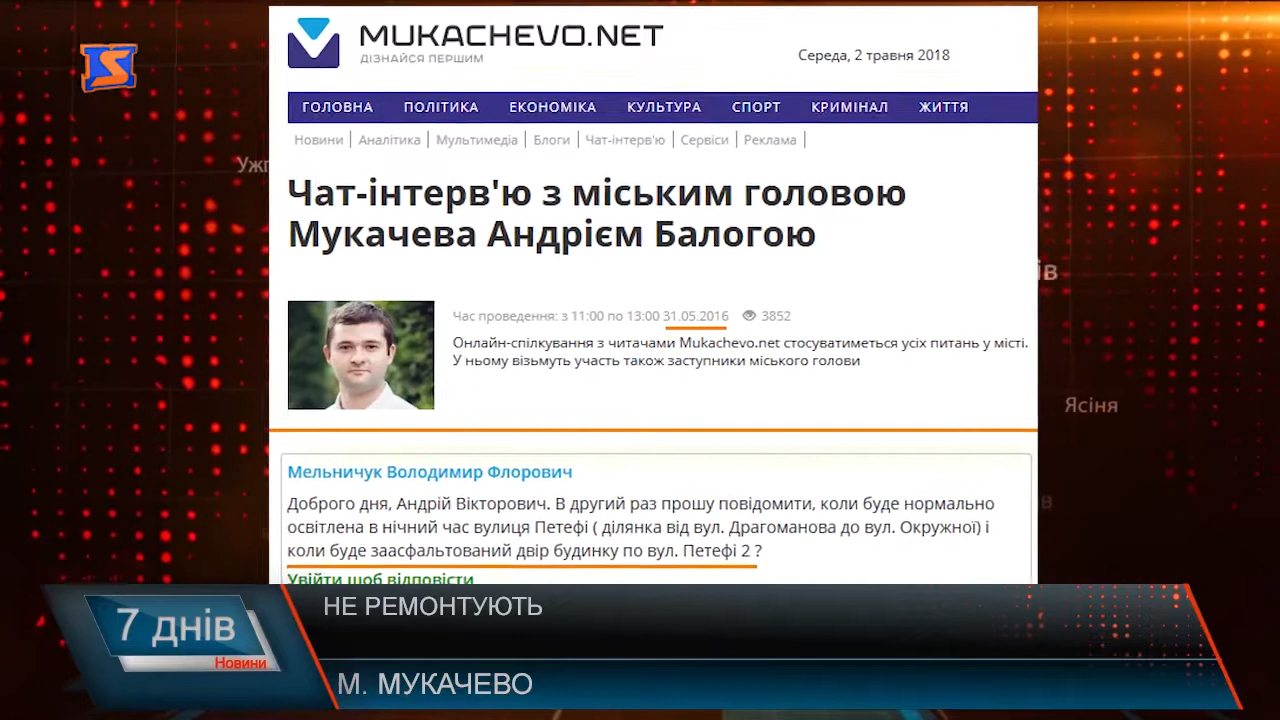 S
MUKACHEVO.NET
ДІЗНАЙСЯ ПЕРШИМ
Середа, 2 травня 2018
ГОЛОВНА ПОЛІТИКА ЕКОНОМІКА КУЛЬТУРА СПОРТ КРИМІНАЛ ЖИТТЯ
Новини | Аналітика | Мультимедіа | Блоги | Чат-інтерв'ю | Сервіси | Реклама |
Чат-інтерв'ю з міським головою
Мукачева Андрієм Балогою
Час проведення: з 11:00 по 13:00 31.05.2016 3852
Онлайн-спілкування з читачами Mukachevo.net стосуватиметься усіх питань у місті.
У ньому візьмуть участь також заступники міського голови
Ясіня
Мельничук Володимир Флорович
Доброго дня, Андрій Вікторович. В другий раз прошу повідомити, коли буде нормально
освітлена в нічний час вулиця Петефі ( ділянка від вул. Драгоманова до вул. Окружної) і
коли буде заасфальтований двір будинку по вул. Петефі 2 ?
Увійти щоб відповісти
НЕ РЕМОНТУЮТЬ
7 днів
Новини
М. МУКАЧЕВО